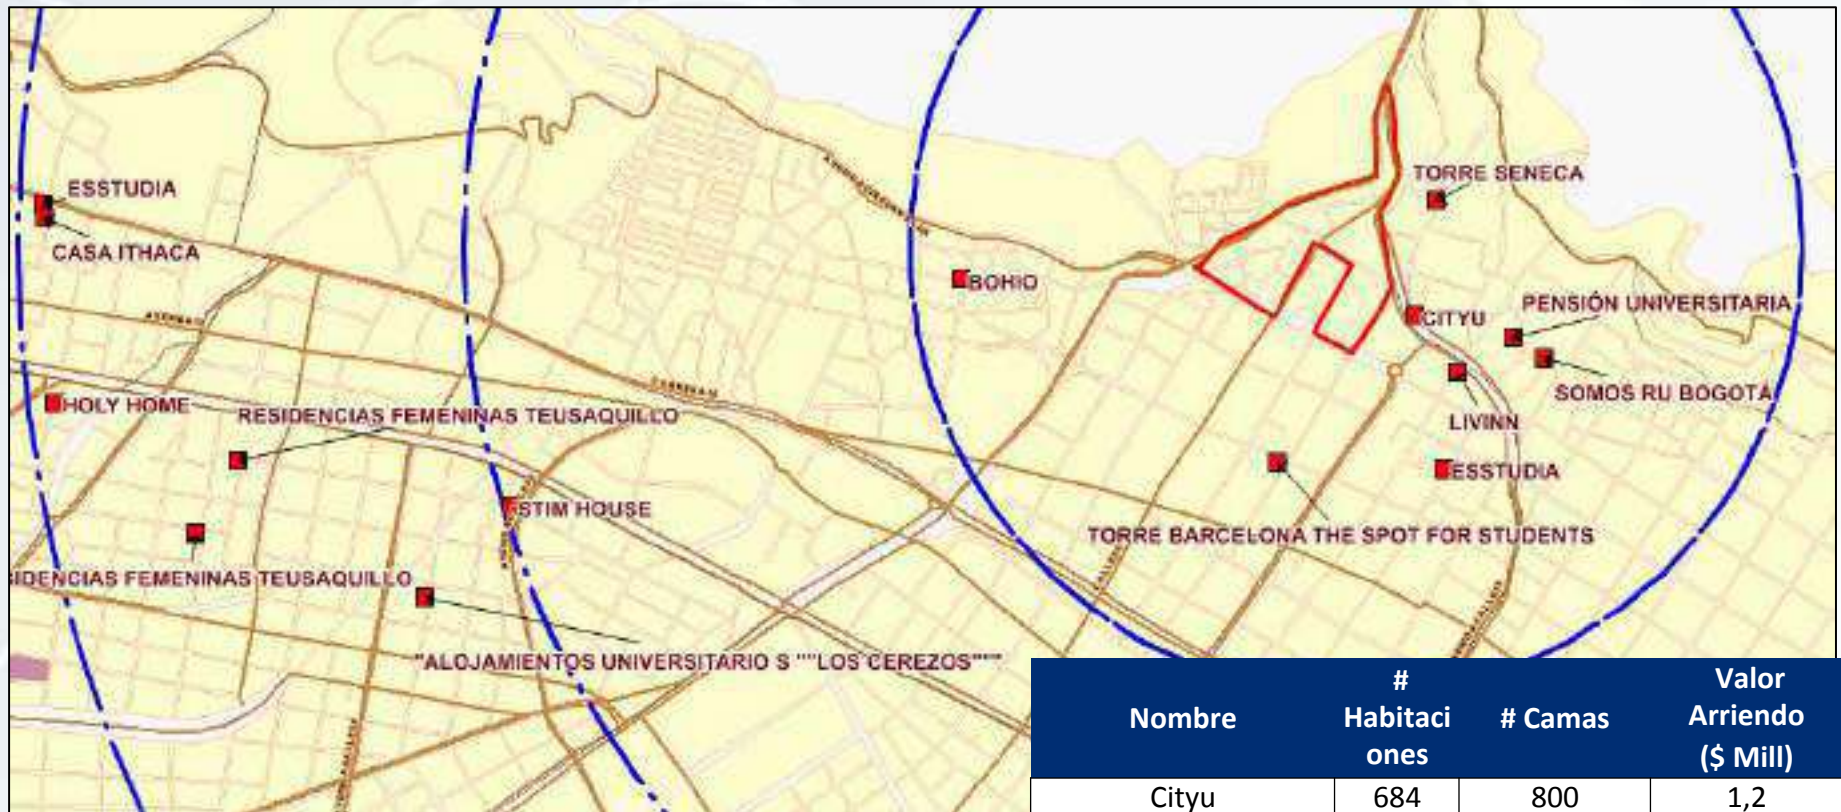 ESSTUDIA
CASA ITHACA
HOLY HOME
RESIDENCIAS FEMENINAS TEUSAQUILLO
STIM HOUSE
IDENCIAS FEMENINAS TEUSAQUILLO
"ALOJAMIENTOS UNIVERSITARIO S ""LOS CEREZOS"""
BOHIO
TORRE SENECA
CITYU
PENSIÓN UNIVERSITARIA
SOMOS RU BOGOTÁ
LIVINN
ESSTUDIA
TORRE BARCELONA THE SPOT FOR STUDENTS
Nombre
#
Habitaci
ones
# Camas
Valor
Arriendo
($ Mill)
Cityu 684 800 1,2